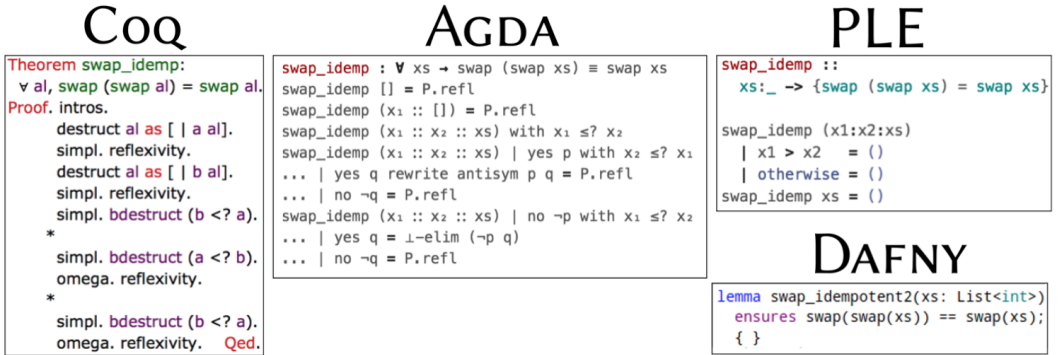 COQ
Theorem swap_idemp:
∀ al, swap (swap al) = swap al.
Proof. intros.
destruct al as [ | a al].
simpl. reflexivity.
destruct al as [ | b al].
simpl. reflexivity.
simpl. bdestruct (b <? a).
*
simpl. bdestruct (a <? b).
omega. reflexivity.
*
simpl. bdestruct (b <? a).
omega. reflexivity. Qed.
AGDA
swap_idemp : ∀ xs → swap (swap xs) ≡ swap xs
swap_idemp [] = P.refl
swap_idemp (x₁ :: []) = P.refl
swap_idemp (x₁ :: x₂ :: xs) with x₁ ≤? x₂
swap_idemp (x₁ :: x₂ :: xs) | yes p with x₂ ≤? x₁
... | yes q rewrite antisym p q = P.refl
... | no ¬q = P.refl
swap_idemp (x₁ :: x₂ :: xs) | no ¬p with x₁ ≤? x₂
... | yes q = ⊥-elim (¬p q)
... | no ¬q = P.refl
PLE
swap_idemp ::
xs:_ -> {swap (swap xs) = swap xs}
swap_idemp (x1:x2:xs)
| x1 > x2 = ()
| otherwise = ()
swap_idemp xs = ()
DAFNY
lemma swap_idempotent2(xs: List<int>)
ensures swap(swap(xs)) == swap(xs);
{ }